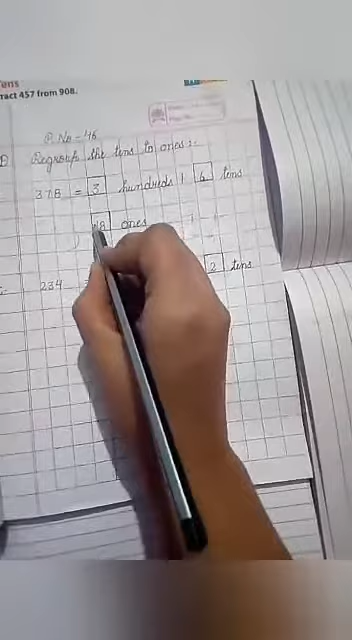 Tens
ract 457 from 908.
P. No - 46
Regroup the tens to ones :-
378 = 3 hundreds 6 tens
18 ones
234
2 tens